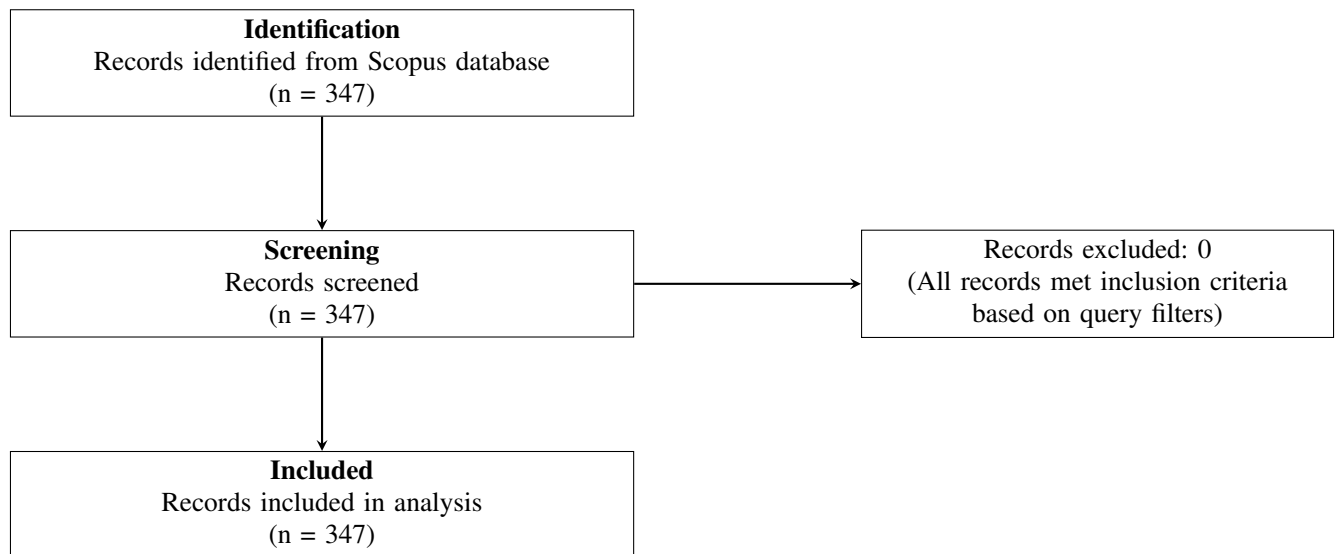 Identification
Records identified from Scopus database
(n = 347)
Screening
Records screened
(n = 347)
Records excluded: 0
(All records met inclusion criteria
based on query filters)
Included
Records included in analysis
(n = 347)